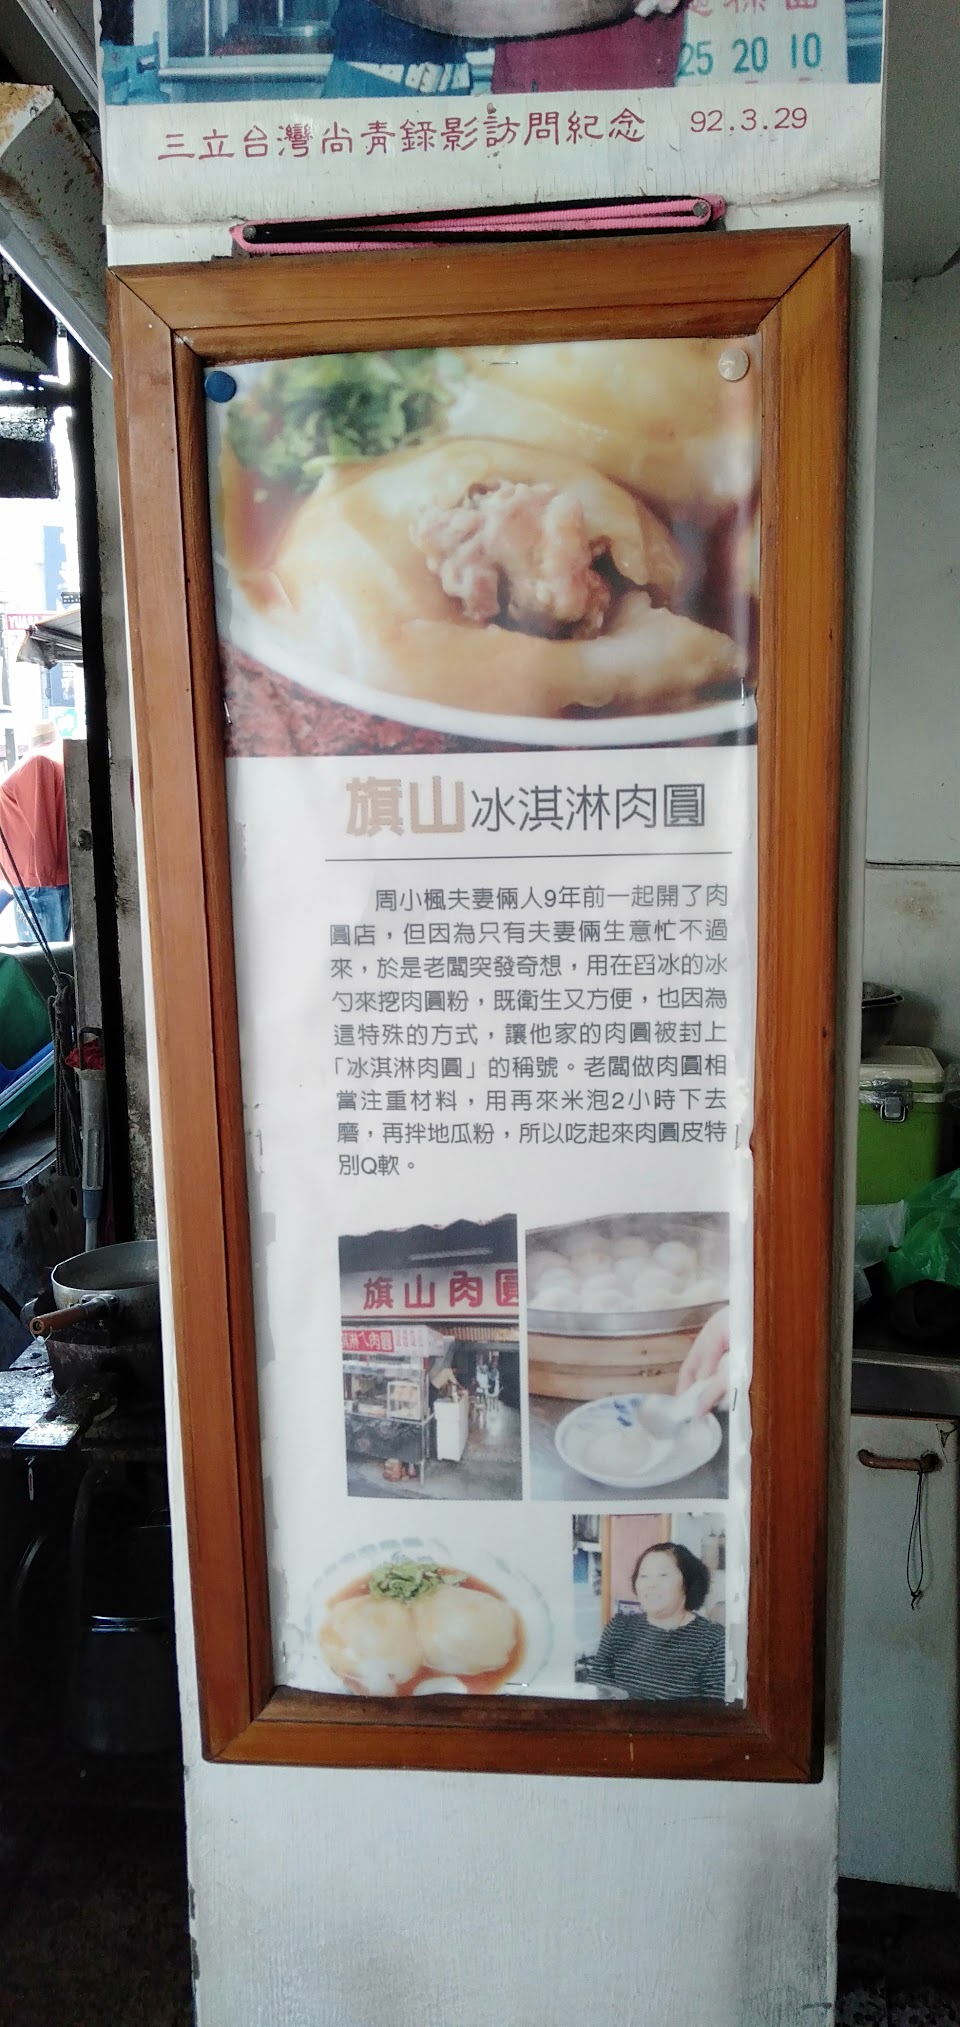 25 20 10
三立台灣尚青錄影訪問紀念 92.3.29
旗山冰淇淋肉圓
周小楓夫妻倆人9年前一起開了肉
圓店，但因為只有夫妻倆生意忙不過
來，於是老闆突發奇想，用在舀冰的冰
勺來挖肉圓粉，既衛生又方便，也因為
這特殊的方式，讓他家的肉圓被封上
「冰淇淋肉圓」的稱號。老闆做肉圓相
當注重材料，用再來米泡2小時下去
磨，再拌地瓜粉，所以吃起來肉圓皮特
別Q軟。
旗山肉圓